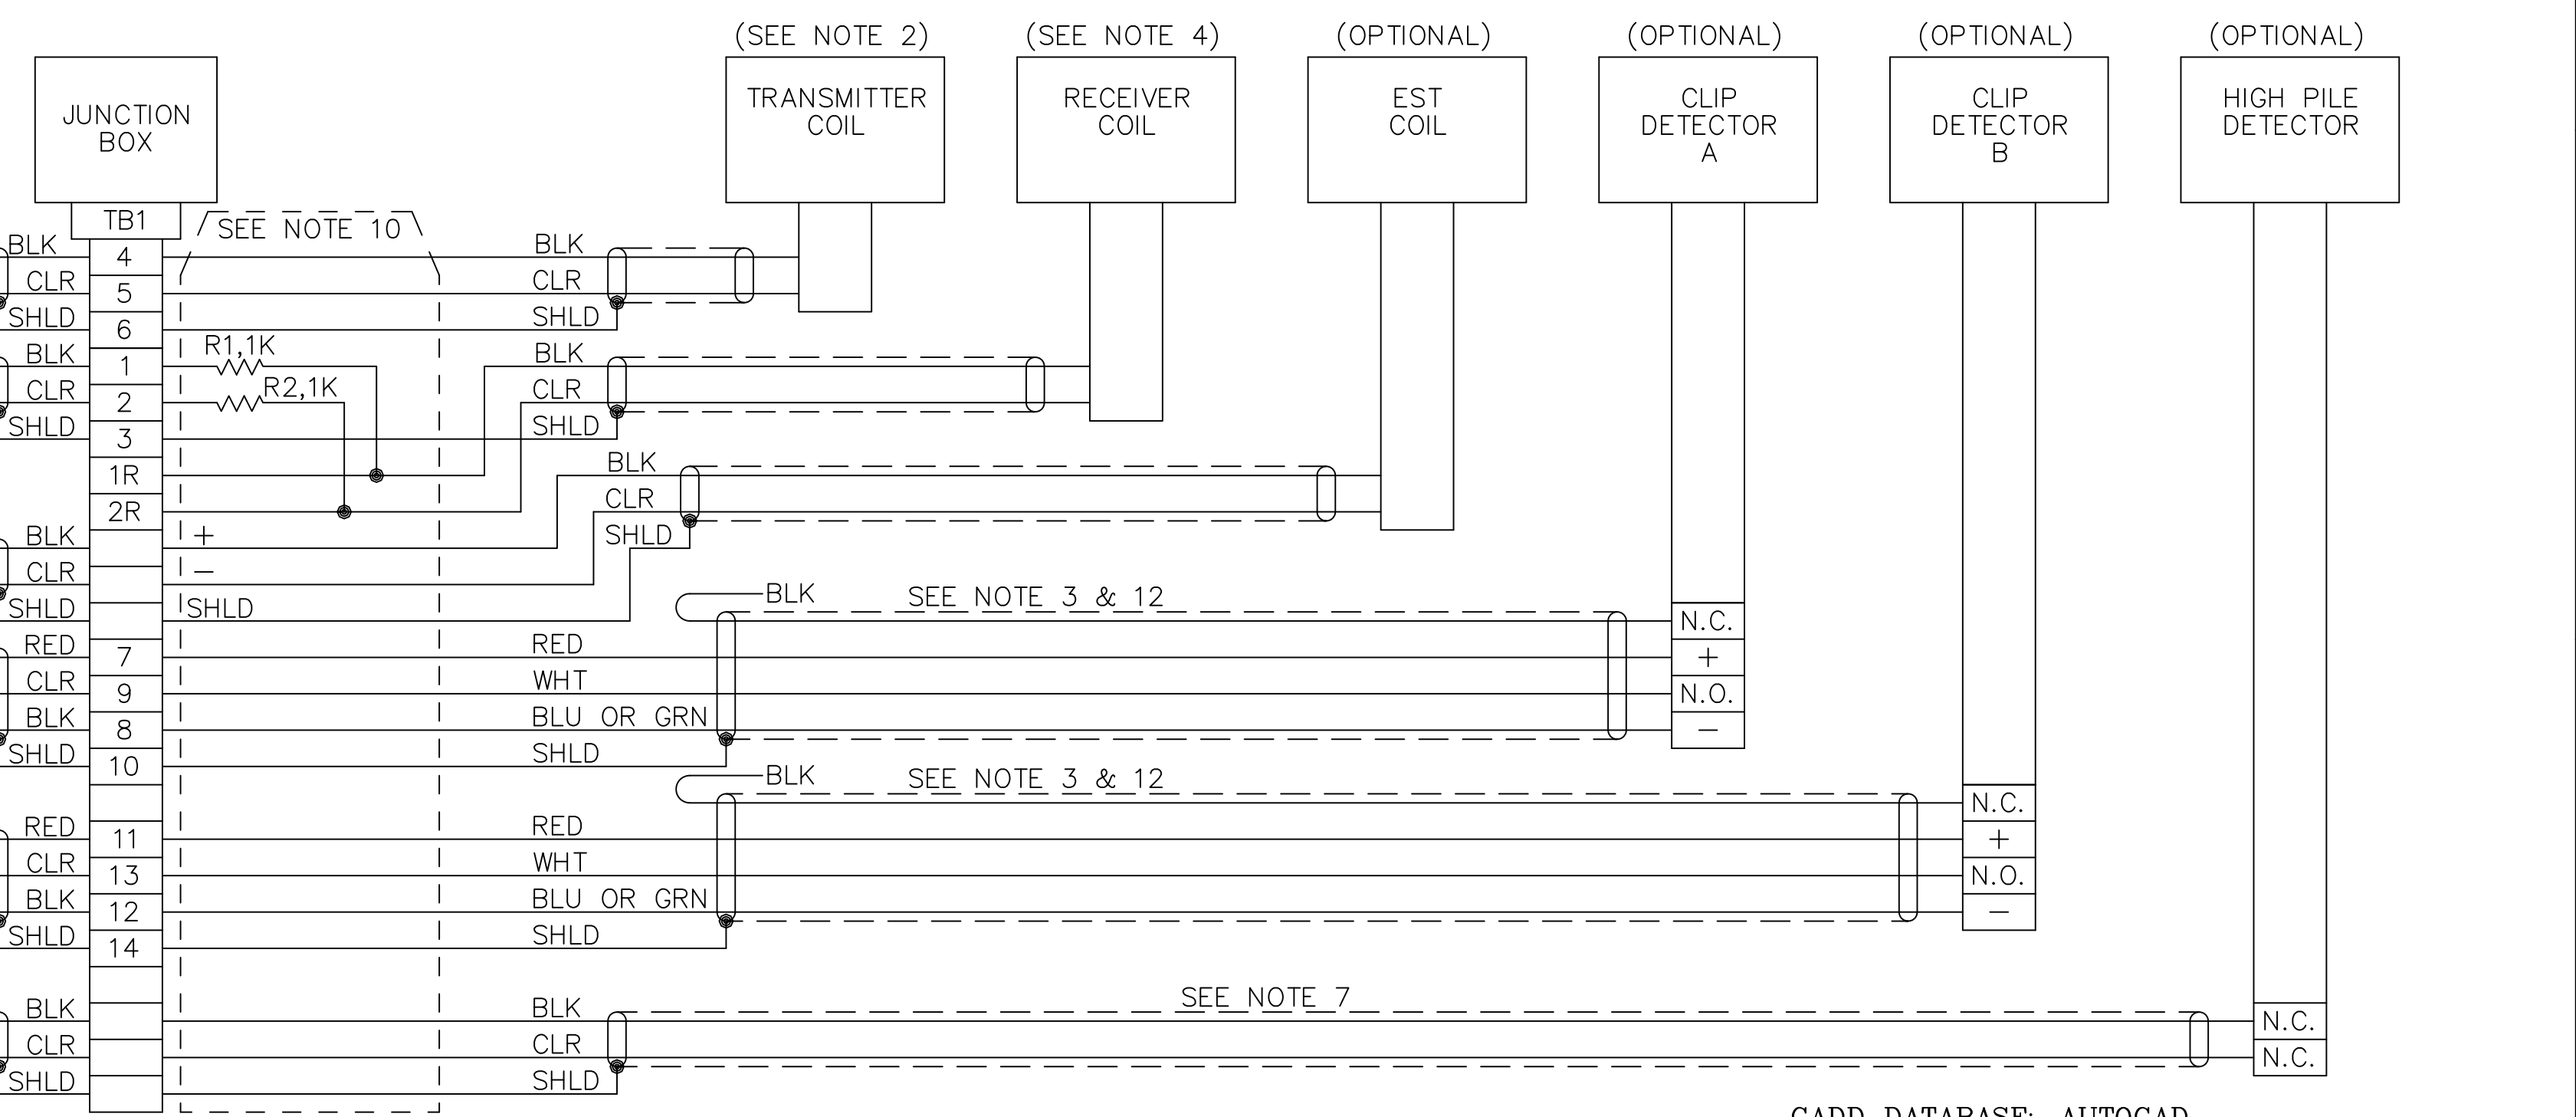 (SEE NOTE 2)
(SEE NOTE 4)
(OPTIONAL)
(OPTIONAL)
(OPTIONAL)
(OPTIONAL)
JUNCTION
BOX
TRANSMITTER
COIL
RECEIVER
COIL
EST
COIL
CLIP
DETECTOR
A
CLIP
DETECTOR
B
HIGH PILE
DETECTOR
TB1
SEE NOTE 10
BLK 4 BLK
CLR 5 CLR
SHLD 6 SHLD
R1,1K
BLK 1 BLK
R2,1K
CLR 2 CLR
SHLD 3 SHLD
1R BLK
2R CLR
BLK + SHLD
CLR −
SHLD SHLD
BLK SEE NOTE 3 & 12
N.C.
RED 7 RED +
CLR 9 WHT N.O.
BLK 8 BLU OR GRN −
SHLD 10 SHLD
BLK SEE NOTE 3 & 12
N.C.
RED 11 RED +
CLR 13 WHT N.O.
BLK 12 BLU OR GRN −
SHLD 14 SHLD
SEE NOTE 7
BLK BLK N.C.
CLR CLR N.C.
SHLD SHLD
CADD DATABASE: AUTOCAD